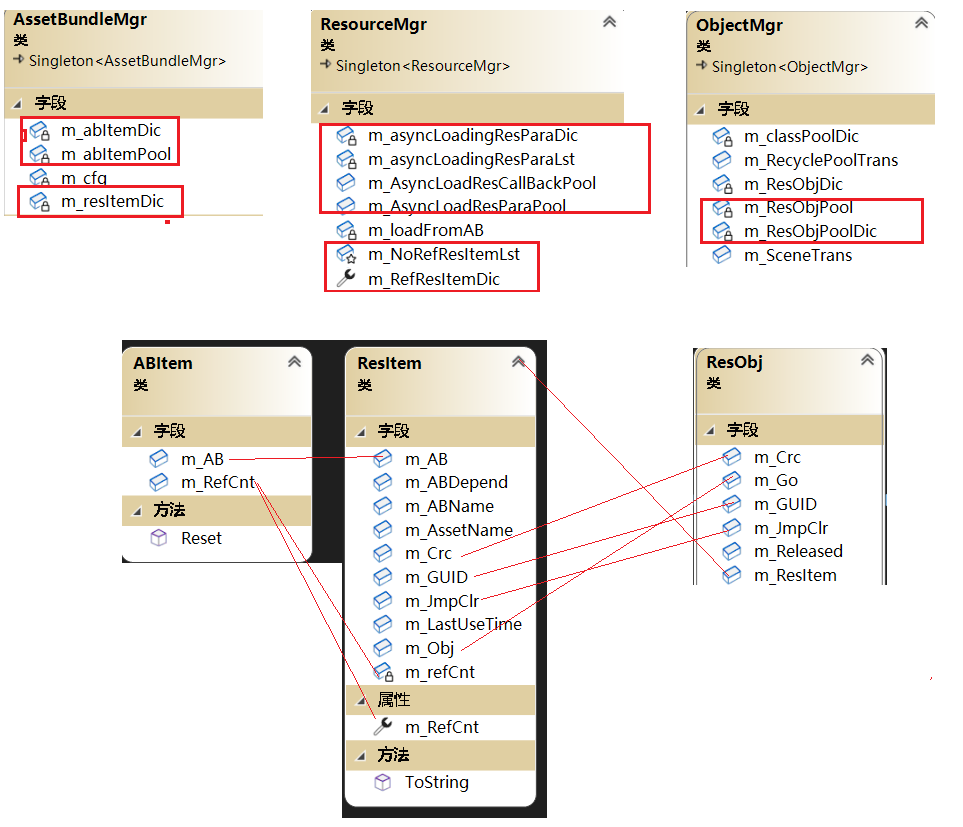 AssetBundleMgr
类
Singleton<AssetBundleMgr>
字段
m_abItemDic
m_abItemPool
m_cfg
m_resItemDic
ResourceMgr
类
Singleton<ResourceMgr>
字段
m_asyncLoadingResParaDic
m_asyncLoadingResParaLst
m_AsyncLoadResCallBackPool
m_AsyncLoadResParaPool
m_loadFromAB
m_NoRefResItemLst
m_RefResItemDic
ObjectMgr
类
Singleton<ObjectMgr>
字段
m_classPoolDic
m_RecyclePoolTrans
m_ResObjDic
m_ResObjPool
m_ResObjPoolDic
m_SceneTrans
ABItem
类
字段
m_AB
m_RefCnt
方法
Reset
ResItem
类
字段
m_AB
m_ABDepend
m_ABName
m_AssetName
m_Crc
m_GUID
m_JmpClr
m_LastUseTime
m_Obj
m_refCnt
属性
m_RefCnt
方法
ToString
ResObj
类
字段
m_Crc
m_Go
m_GUID
m_JmpClr
m_Released
m_ResItem